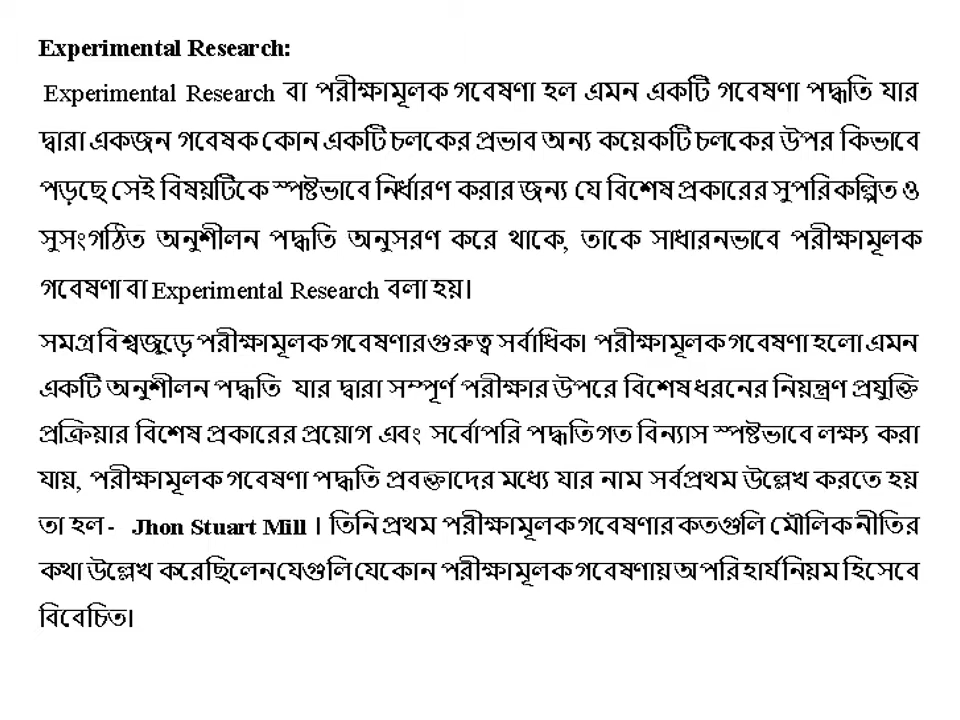 Experimental Research:
Experimental Research বা পরীক্ষামূলক গবেষণা হল এমন একটি গবেষণা পদ্ধতি যার
দ্বারা একজন গবেষক কোন একটি চলকের প্রভাব অন্য কয়েকটি চলকের উপর কিভাবে
পড়ছে সেই বিষয়টিকে স্পষ্টভাবে নির্ধারণ করার জন্য যে বিশেষ প্রকারের সুপরিকল্পিত ও
সুসংগঠিত অনুশীলন পদ্ধতি অনুসরণ করে থাকে, তাকে সাধারনভাবে পরীক্ষামূলক
গবেষণা বা Experimental Research বলা হয়।
সমগ্র বিশ্বজুড়ে পরীক্ষামূলক গবেষণার গুরুত্ব সর্বাধিক। পরীক্ষামূলক গবেষণা হলো এমন
একটি অনুশীলন পদ্ধতি যার দ্বারা সম্পূর্ণ পরীক্ষার উপরে বিশেষ ধরনের নিয়ন্ত্রণ প্রযুক্তি
প্রক্রিয়ার বিশেষ প্রকারের প্রয়োগ এবং সর্বোপরি পদ্ধতিগত বিন্যাস স্পষ্টভাবে লক্ষ্য করা
যায়, পরীক্ষামূলক গবেষণা পদ্ধতি প্রবক্তাদের মধ্যে যার নাম সর্বপ্রথম উল্লেখ করতে হয়
তা হল - Jhon Stuart Mill । তিনি প্রথম পরীক্ষামূলক গবেষণার কতগুলি মৌলিক নীতির
কথা উল্লেখ করেছিলেন যেগুলি যেকোন পরীক্ষামূলক গবেষণায় অপরিহার্য নিয়ম হিসেবে
বিবেচিত।